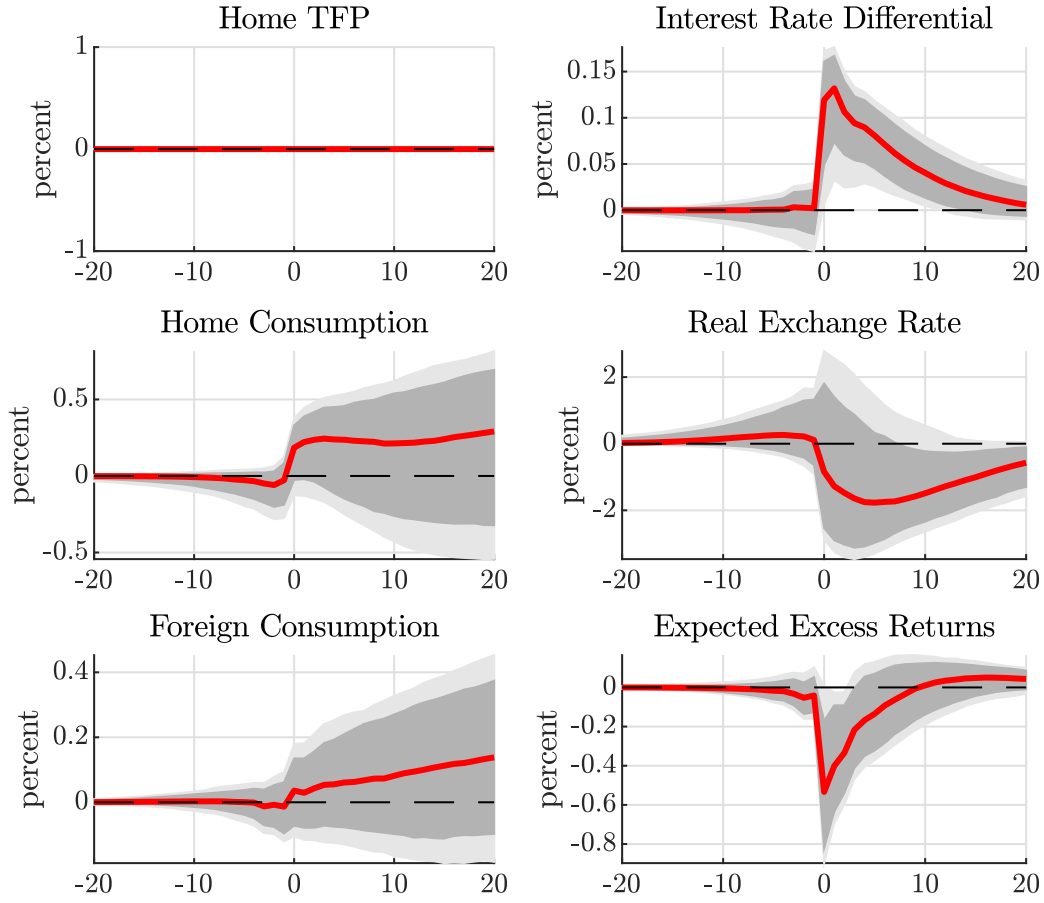 Home TFP
percent
1
0
-1
-20 -10 0 10 20
Interest Rate Differential
percent
0.15
0.1
0.05
0
-20 -10 0 10 20
Home Consumption
percent
0.5
0
-0.5
-20 -10 0 10 20
Real Exchange Rate
percent
2
0
-2
-20 -10 0 10 20
Foreign Consumption
percent
0.4
0.2
0
-20 -10 0 10 20
Expected Excess Returns
percent
0
-0.2
-0.4
-0.6
-0.8
-20 -10 0 10 20